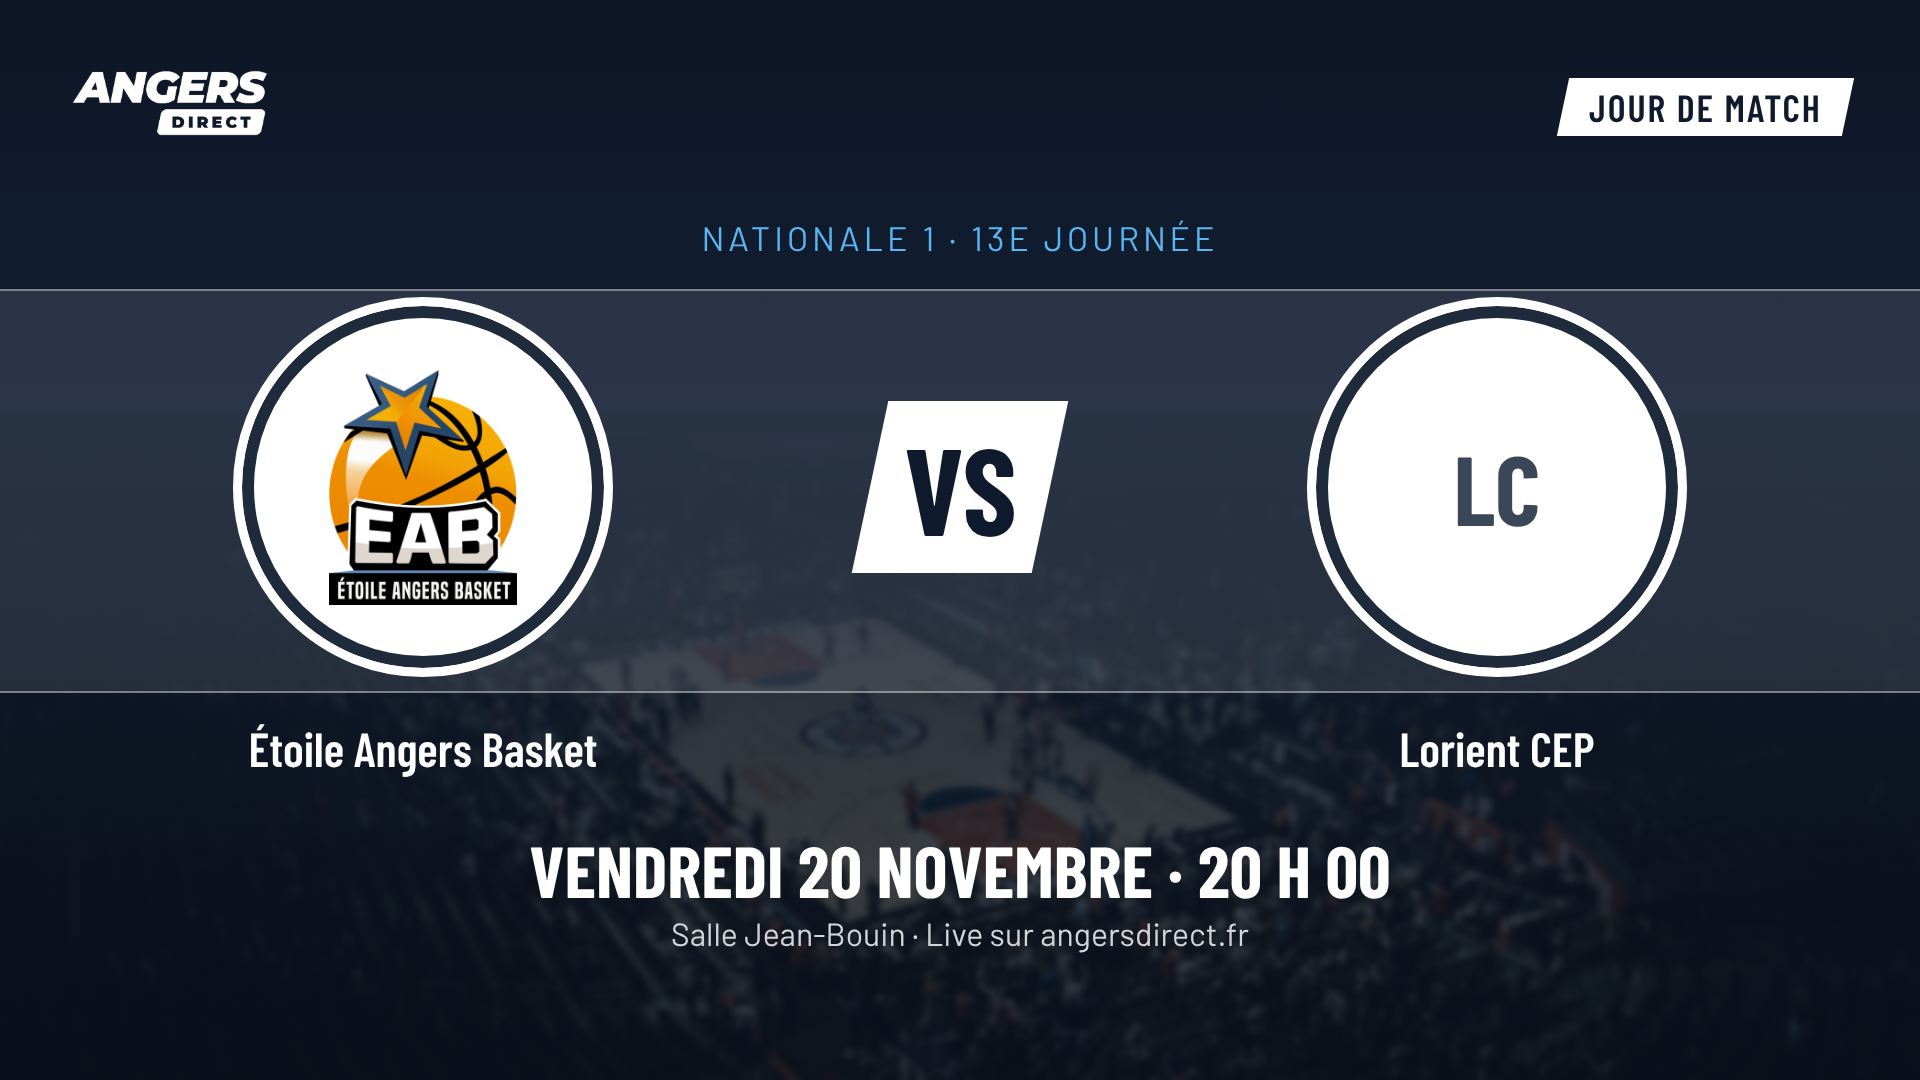 ANGERS
DIRECT
JOUR DE MATCH
NATIONALE 1 · 13E JOURNÉE
EAB
ÉTOILE ANGERS BASKET
VS
LC
Étoile Angers Basket
Lorient CEP
VENDREDI 20 NOVEMBRE · 20 H 00
Salle Jean-Bouin · Live sur angersdirect.fr